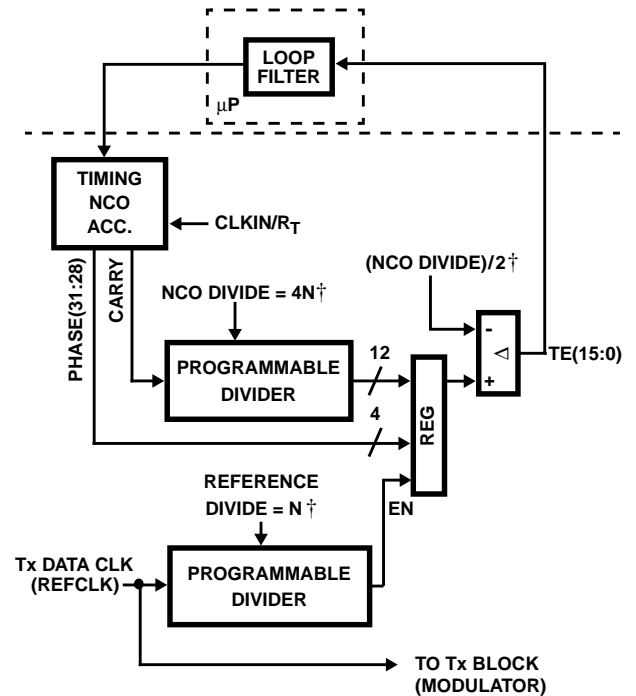 LOOP
FILTER
μP
TIMING
NCO
ACC.
CLKIN/RT
PHASE(31:28)
CARRY
NCO DIVIDE = 4N†
(NCO DIVIDE)/2†
PROGRAMMABLE
DIVIDER
12
4
REG
-
+
◁
TE(15:0)
REFERENCE
DIVIDE = N†
EN
Tx DATA CLK
(REFCLK)
PROGRAMMABLE
DIVIDER
TO Tx BLOCK
(MODULATOR)